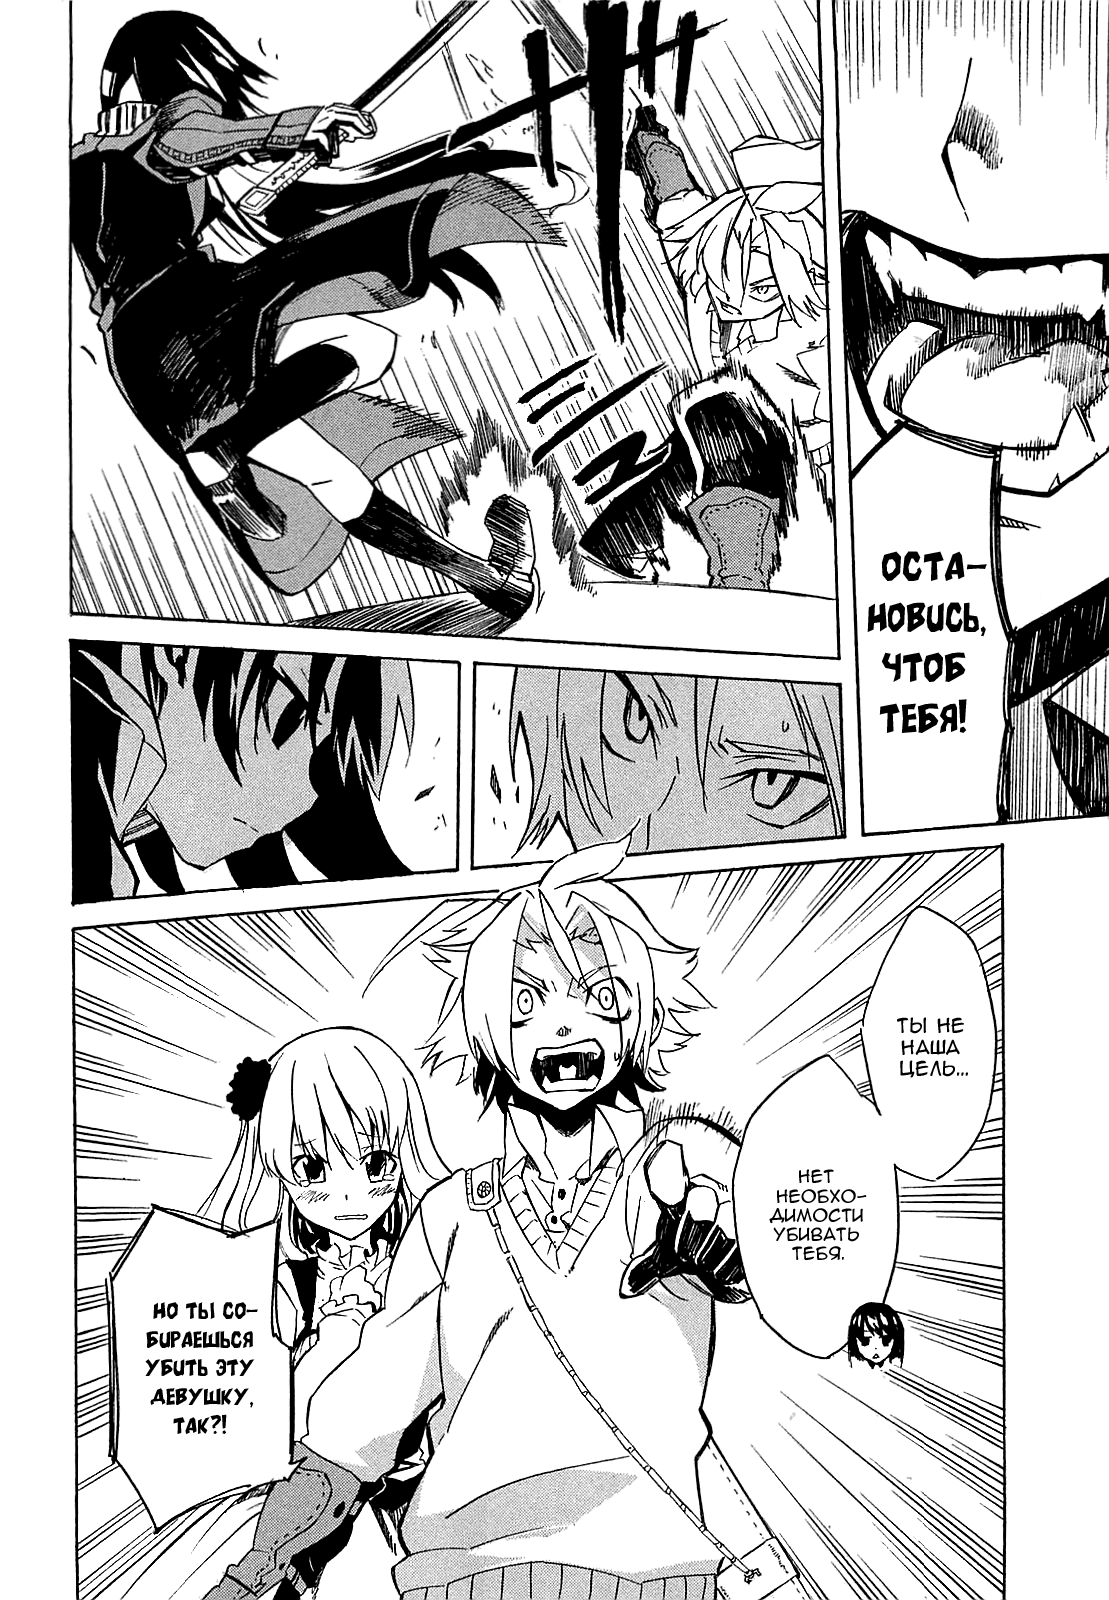 ОСТА-
НОВИСЬ,
ЧТОБ
ТЕБЯ!
ТЫ НЕ
НАША
ЦЕЛЬ...
НЕТ
НЕОБХО-
ДИМОСТИ
УБИВАТЬ
ТЕБЯ.
НО ТЫ СО-
БИРАЕШЬСЯ
УБИТЬ ЭТУ
ДЕВУШКУ,
ТАК?!